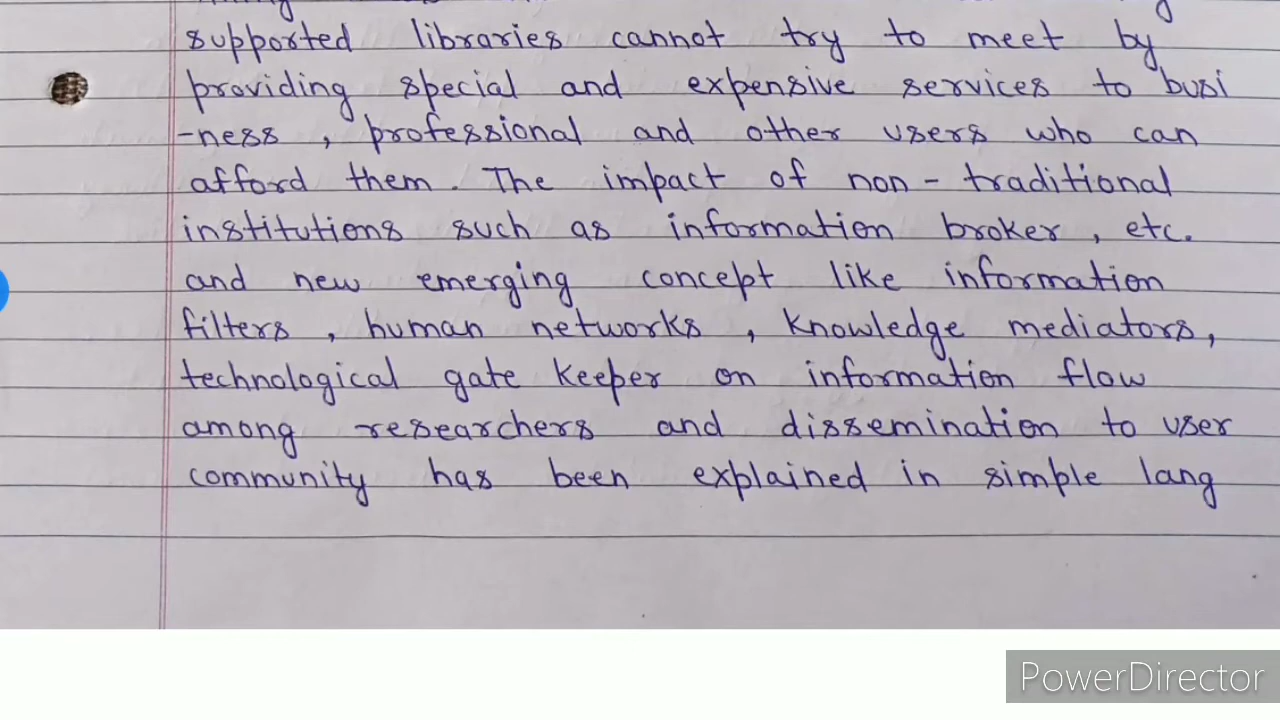 supported libraries cannot try to meet by
providing special and expensive services to busi
-ness, professional and other users who can
afford them. The impact of non-traditional
institutions such as information broker, etc.
and new emerging concept like information
filters, human networks, knowledge mediators,
technological gate keeper on information flow
among researchers and dissemination to user
community has been explained in simple lang
PowerDirector